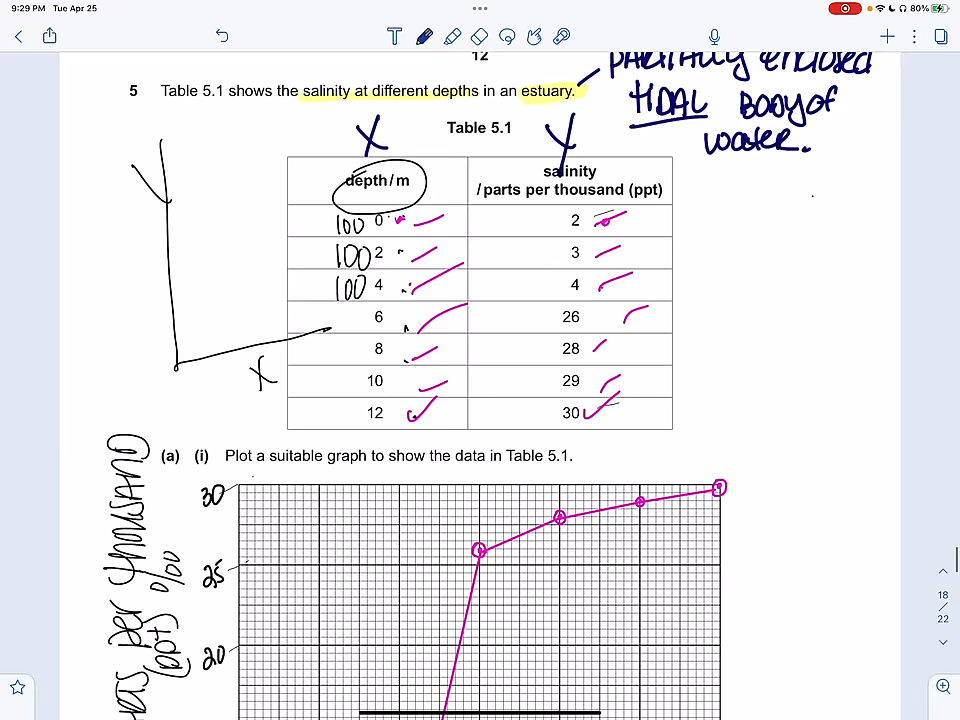 9:29 PM Tue Apr 25
80%
T
12
PARTIALLY enclosed
TIDAL Body of
water.
5 Table 5.1 shows the salinity at different depths in an estuary.
Table 5.1
X Y
depth/m salinity /parts per thousand (ppt)
100 0 2
100 2 3
100 4 4
6 26
8 28
10 29
12 30
Y
X
(a) (i) Plot a suitable graph to show the data in Table 5.1.
30
25
20
per thousand
(ppt) %00
18
/
22